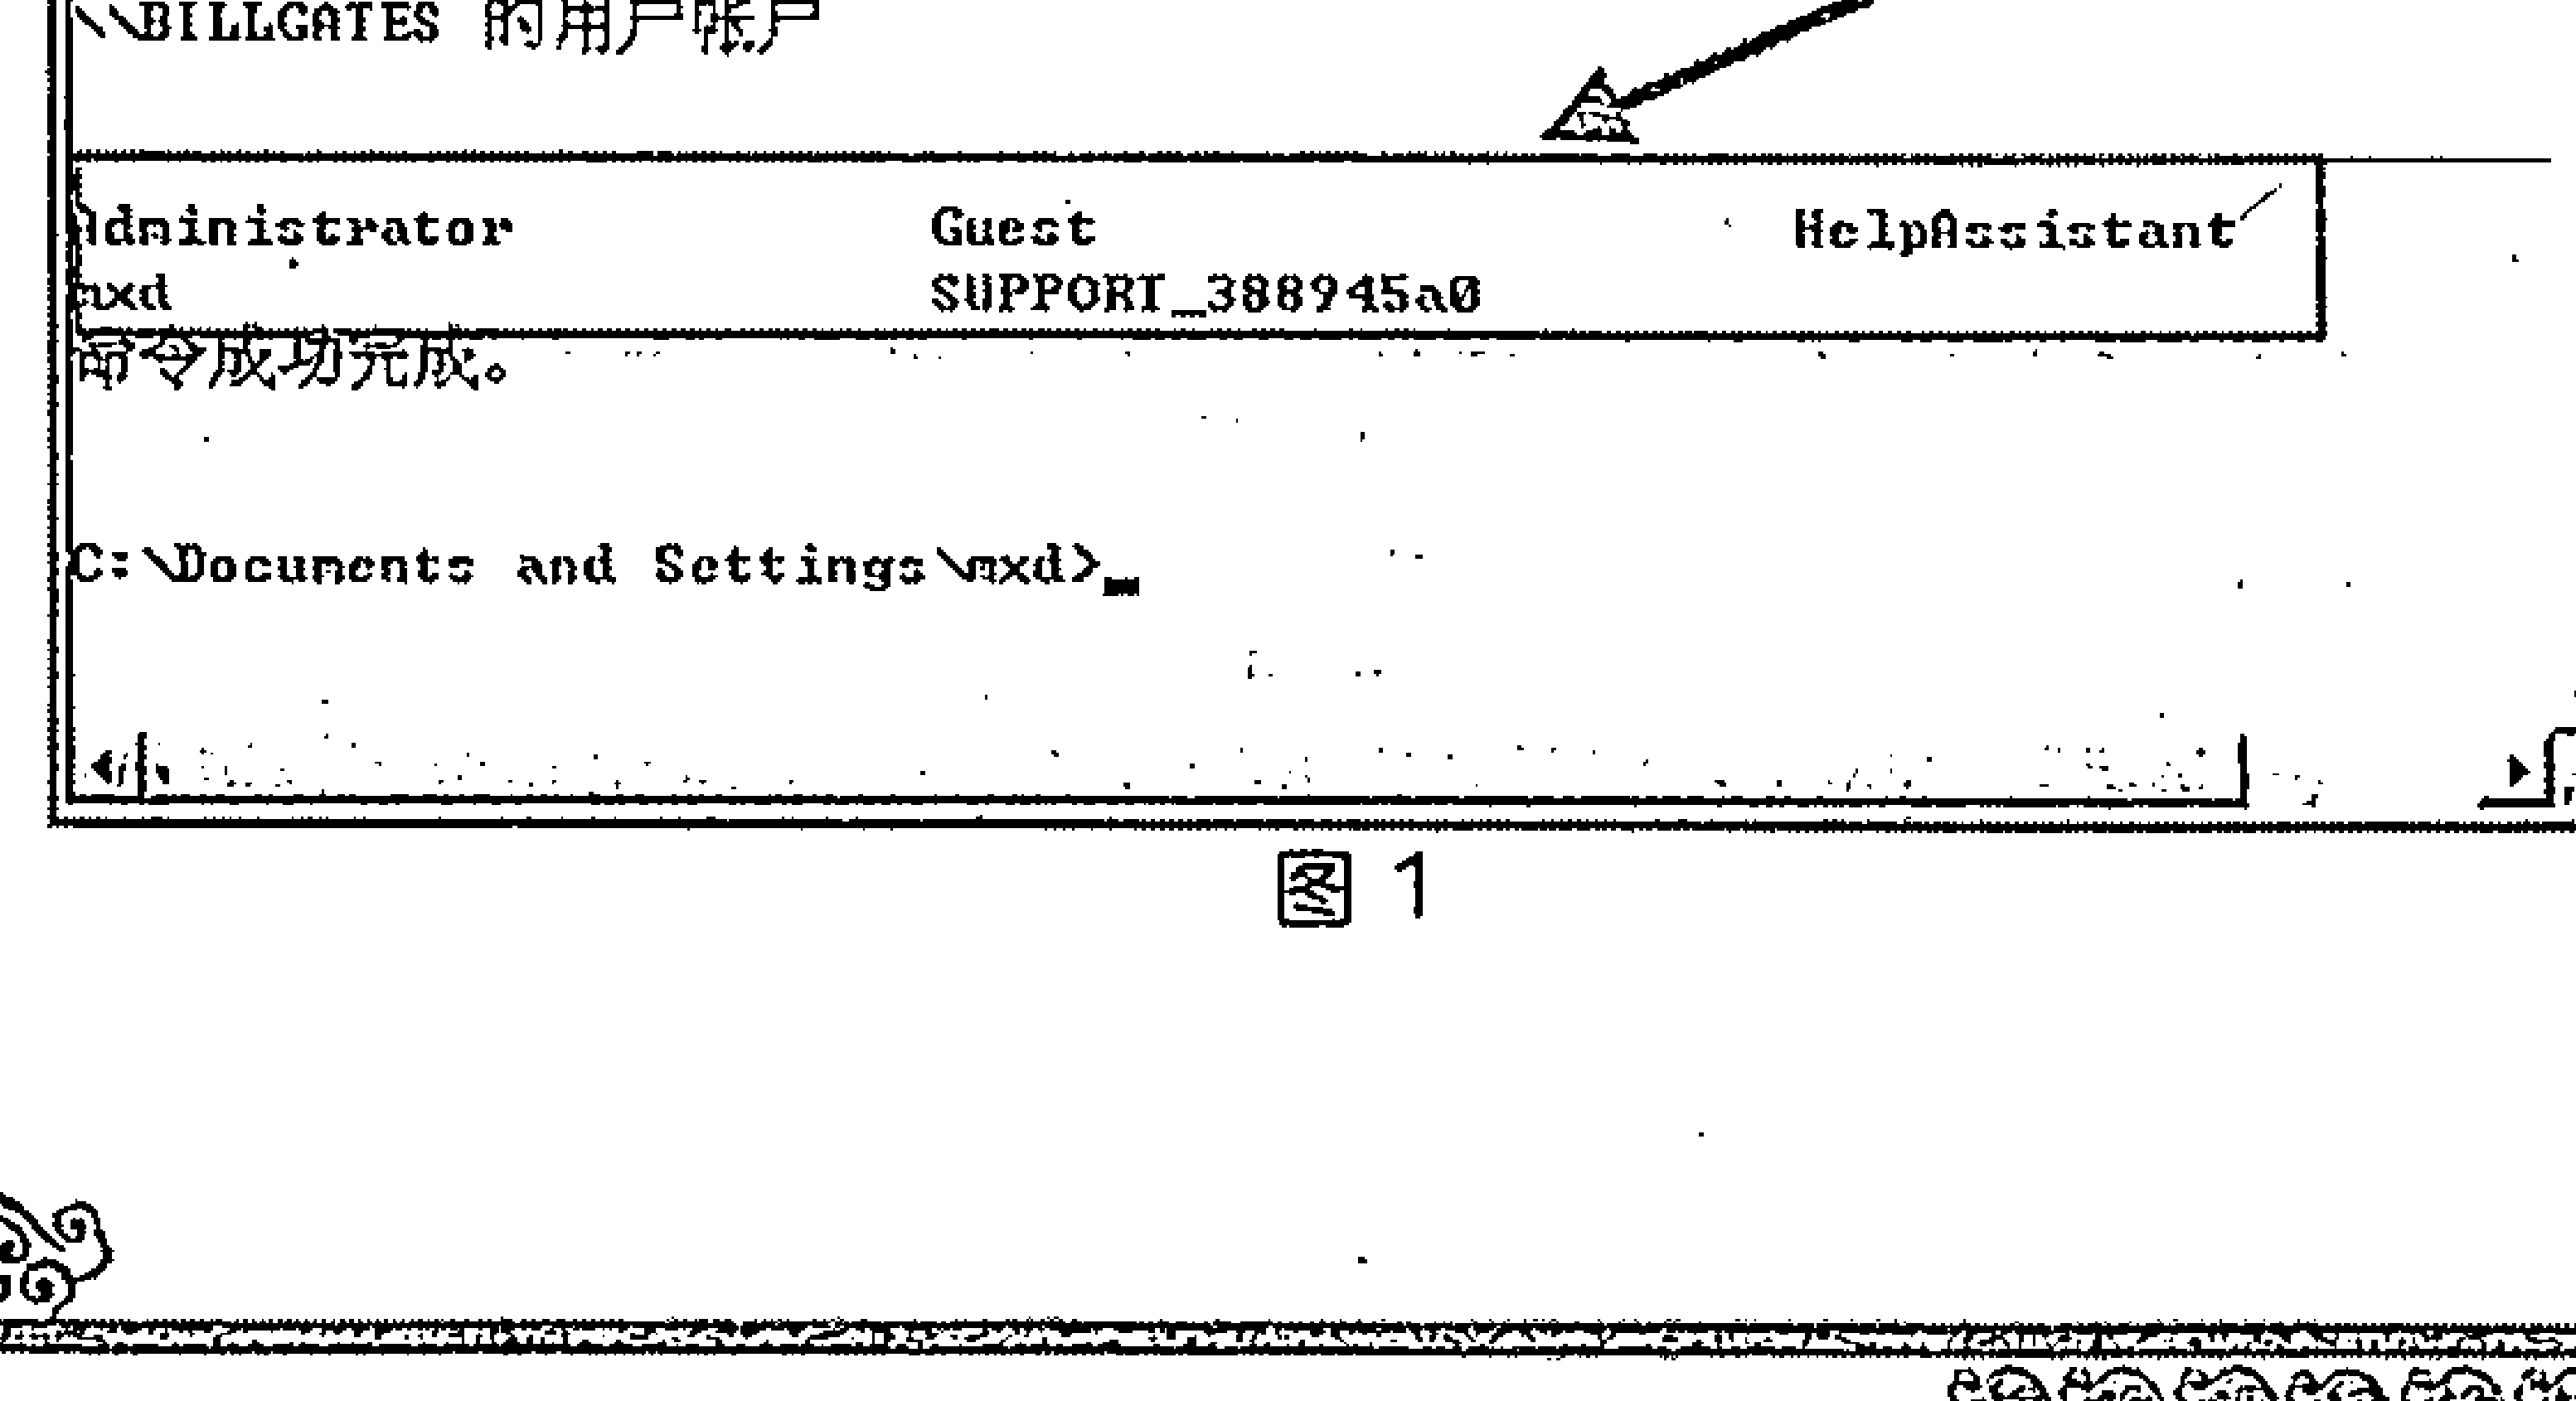 \\BILLGATES 的用户帐户
Administrator Guest HelpAssistant
mxd SUPPORT_388945a0
命令成功完成。
C:\Documents and Settings\mxd>_
图 1